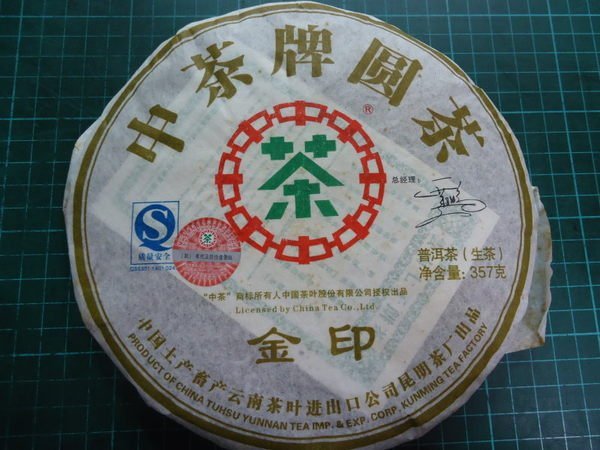 中茶牌圆茶
®
茶
总经理:
普洱茶(生茶)
净含量: 357克
S
质量安全
"中茶" 商标所有人中国茶叶股份有限公司授权出品
Licensed by China Tea Co.,Ltd.
金印
中国土产畜产云南茶叶进出口公司昆明茶厂出品
PRODUCT OF CHINA TUHSU YUNNAN TEA IMP. & EXP. CORP. KUNMING TEA FACTORY